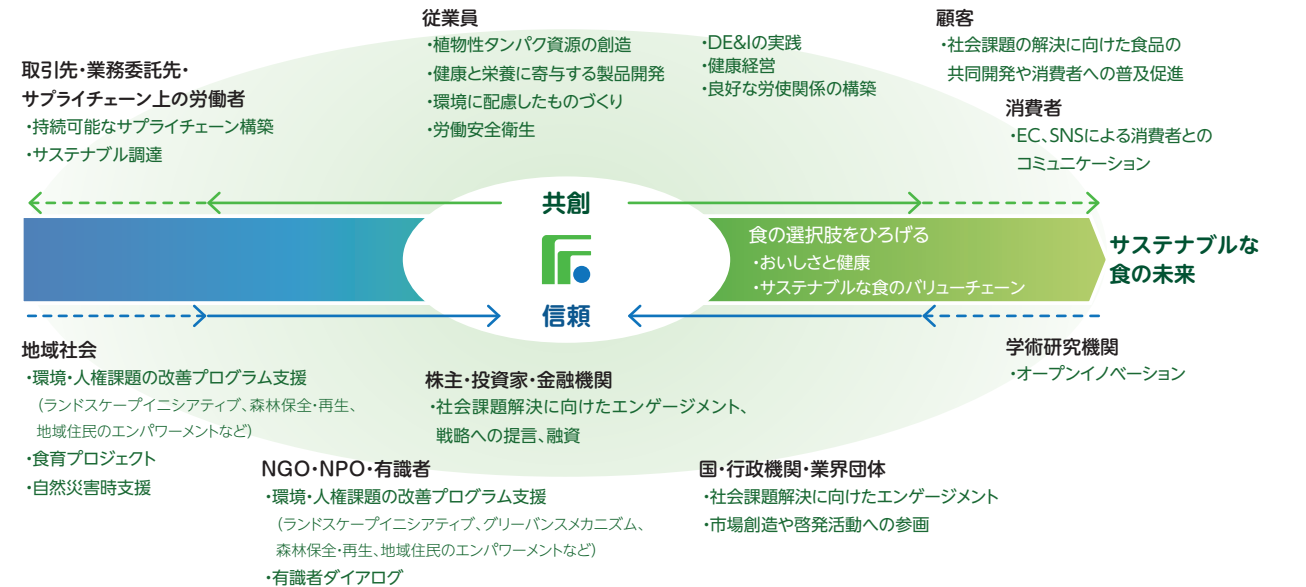 従業員
・植物性タンパク資源の創造
・健康と栄養に寄与する製品開発
・環境に配慮したものづくり
・労働安全衛生
・DE&Iの実践
・健康経営
・良好な労使関係の構築
顧客
・社会課題の解決に向けた食品の
共同開発や消費者への普及促進
取引先・業務委託先・
サプライチェーン上の労働者
・持続可能なサプライチェーン構築
・サステナブル調達
消費者
・EC、SNSによる消費者との
コミュニケーション
共創
食の選択肢をひろげる
・おいしさと健康
・サステナブルな食のバリューチェーン
サステナブルな
食の未来
信頼
地域社会
・環境・人権課題の改善プログラム支援
（ランドスケープイニシアティブ、森林保全・再生、
地域住民のエンパワーメントなど）
・食育プロジェクト
・自然災害時支援
株主・投資家・金融機関
・社会課題解決に向けたエンゲージメント、
戦略への提言、融資
学術研究機関
・オープンイノベーション
NGO・NPO・有識者
・環境・人権課題の改善プログラム支援
（ランドスケープイニシアティブ、グリーバンスメカニズム、
森林保全・再生、地域住民のエンパワーメントなど）
・有識者ダイアログ
国・行政機関・業界団体
・社会課題解決に向けたエンゲージメント
・市場創造や啓発活動への参画